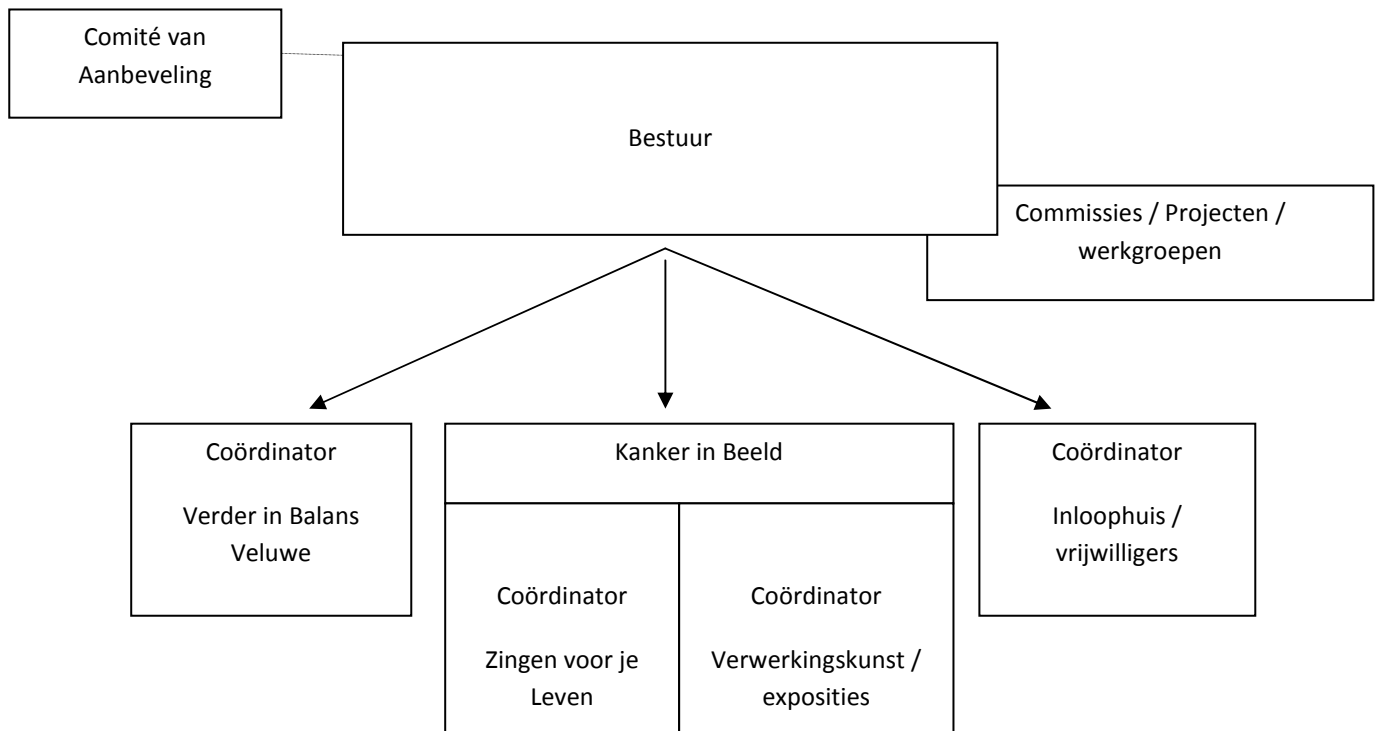 Comité van
Aanbeveling
Bestuur
Commissies / Projecten /
werkgroepen
Coördinator
Verder in Balans
Veluwe
Kanker in Beeld
Coördinator
Zingen voor je
Leven
Coördinator
Verwerkingskunst /
exposities
Coördinator
Inloophuis /
vrijwilligers